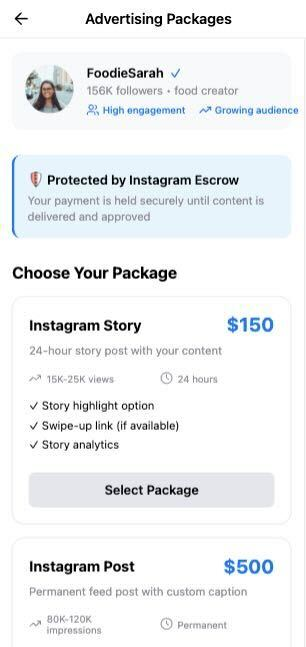 Advertising Packages
FoodieSarah
156K followers • food creator
High engagement
Growing audience
Protected by Instagram Escrow
Your payment is held securely until content is
delivered and approved
Choose Your Package
Instagram Story
$150
24-hour story post with your content
15K-25K views
24 hours
✓ Story highlight option
✓ Swipe-up link (if available)
✓ Story analytics
Select Package
Instagram Post
$500
Permanent feed post with custom caption
80K-120K
impressions
Permanent